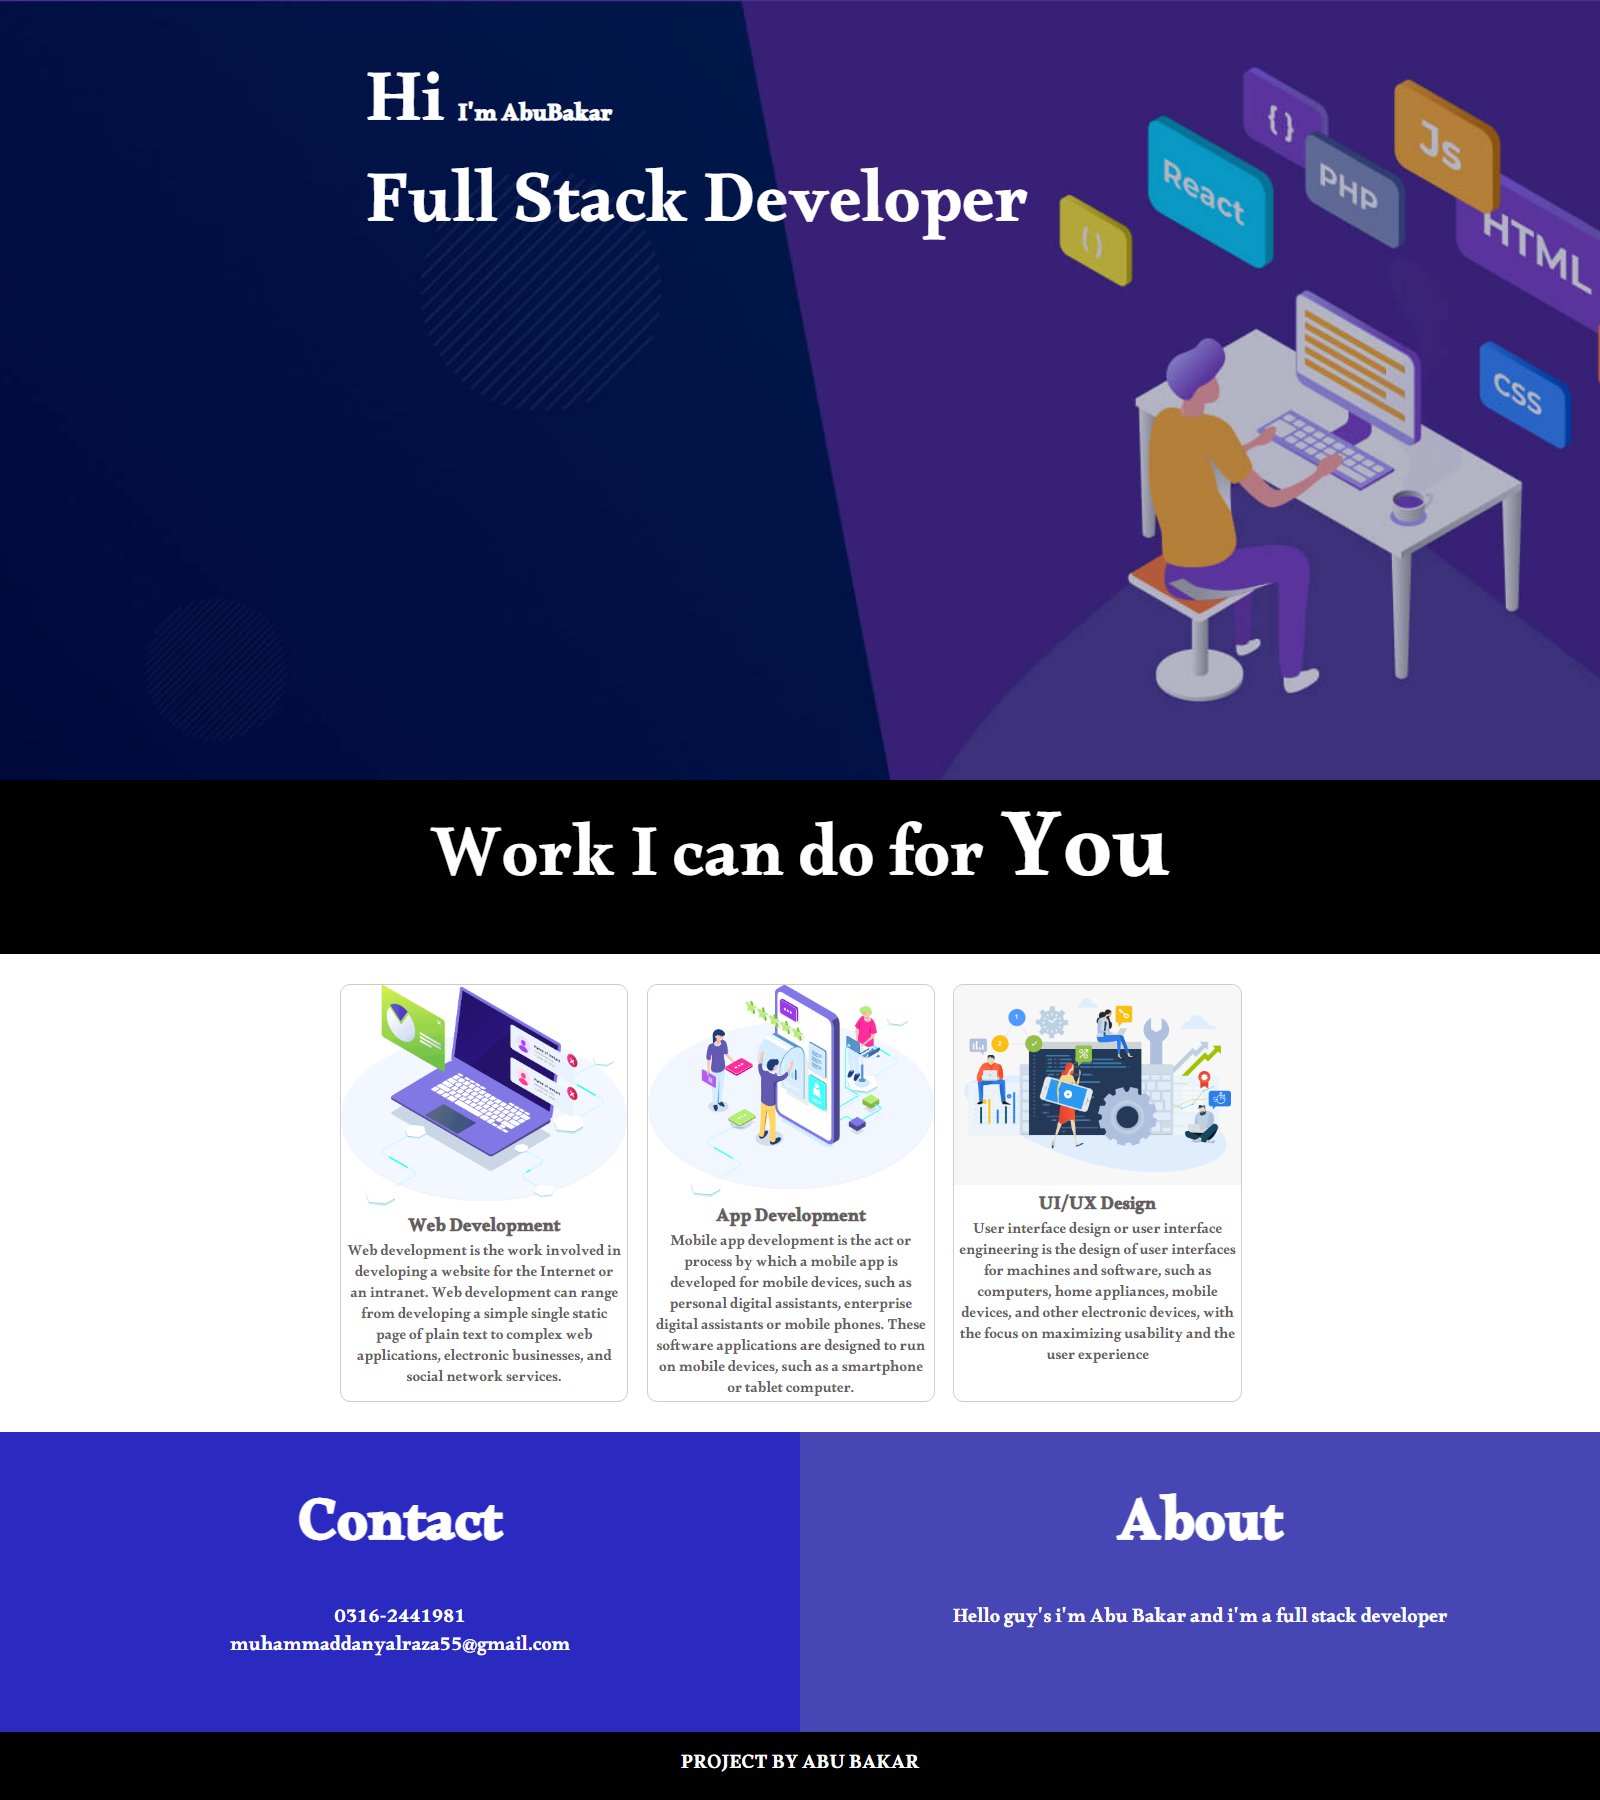 Hi I'm AbuBakar
Full Stack Developer
{ }
Js
React
PHP
HTML
( )
CSS
Work I can do for You
Web Development
Web development is the work involved in
developing a website for the Internet or
an intranet. Web development can range
from developing a simple single static
page of plain text to complex web
applications, electronic businesses, and
social network services.
App Development
Mobile app development is the act or
process by which a mobile app is
developed for mobile devices, such as
personal digital assistants, enterprise
digital assistants or mobile phones. These
software applications are designed to run
on mobile devices, such as a smartphone
or tablet computer.
1
2
UI/UX Design
User interface design or user interface
engineering is the design of user interfaces
for machines and software, such as
computers, home appliances, mobile
devices, and other electronic devices, with
the focus on maximizing usability and the
user experience
Contact
0316-2441981
muhammaddanyalraza55@gmail.com
About
Hello guy's i'm Abu Bakar and i'm a full stack developer
PROJECT BY ABU BAKAR